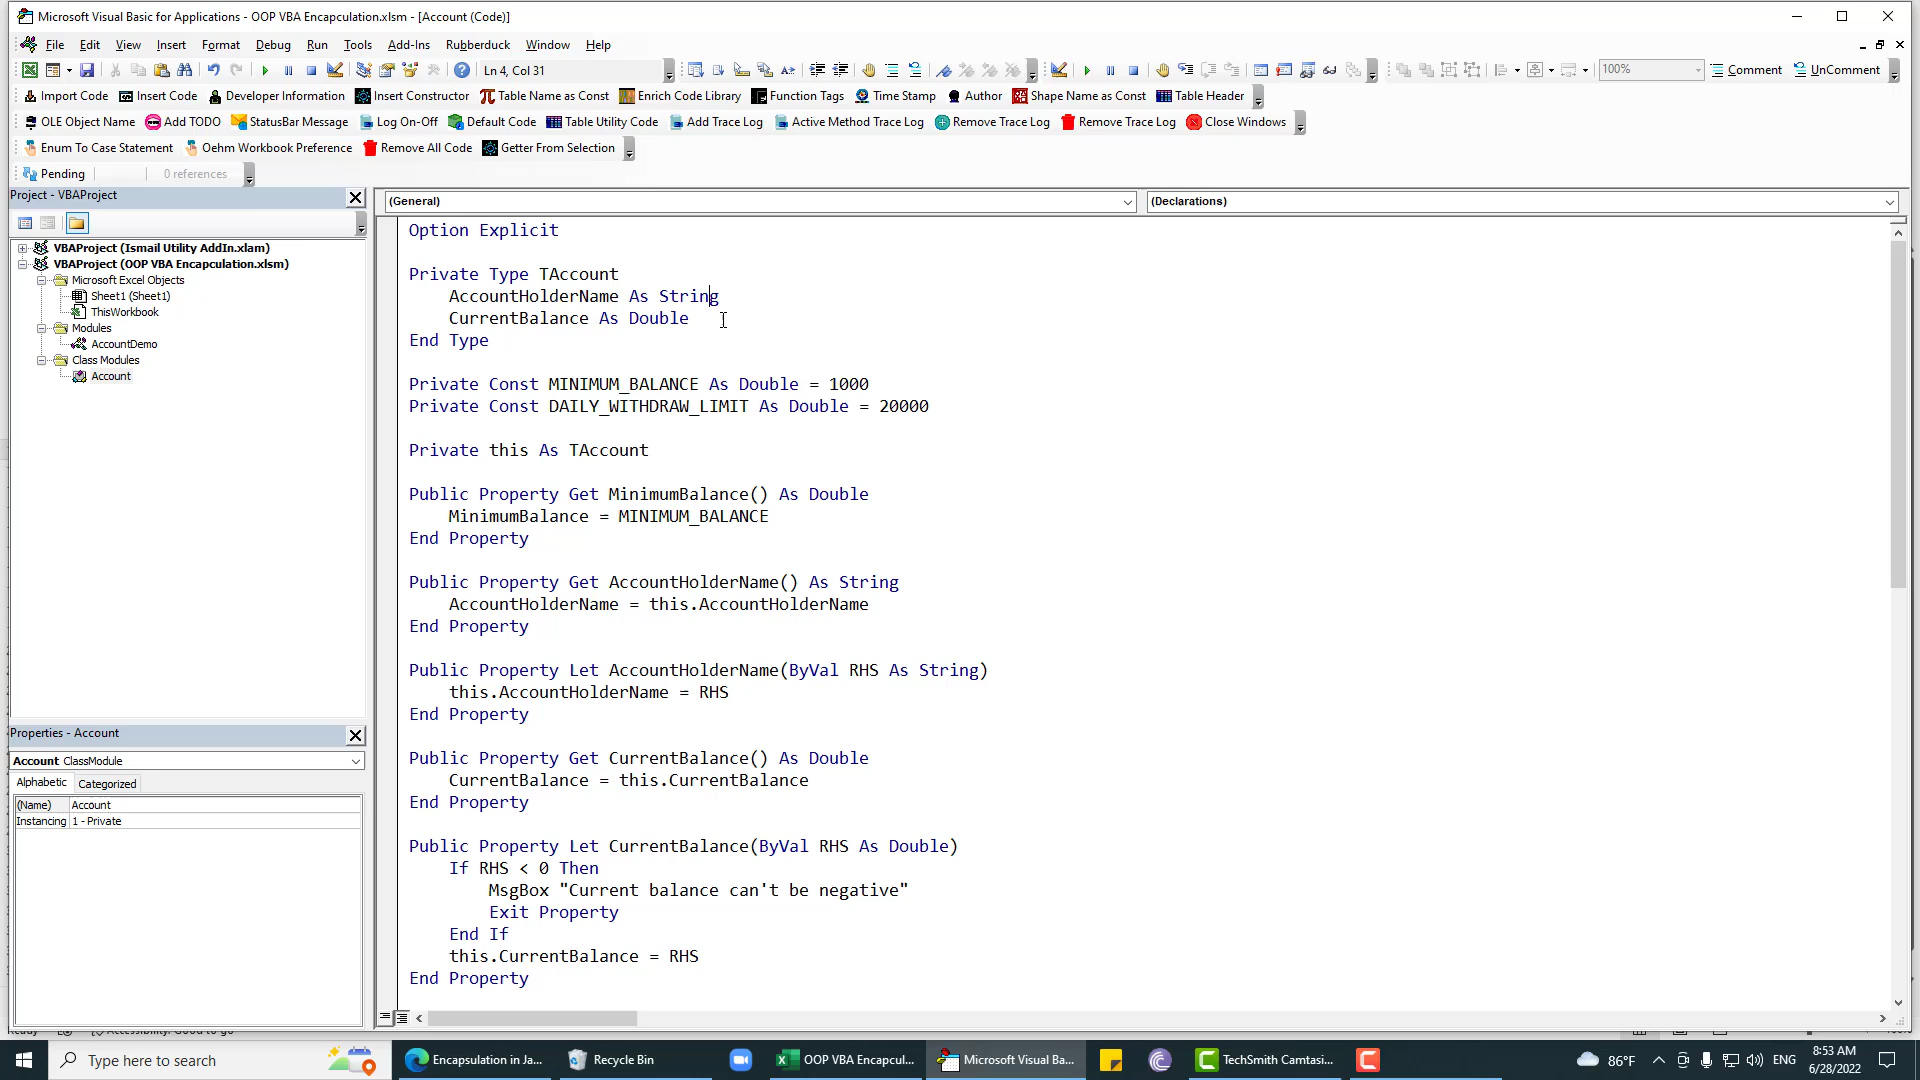 Microsoft Visual Basic for Applications - OOP VBA Encapculation.xlsm - [Account (Code)]
File Edit View Insert Format Debug Run Tools Add-Ins Rubberduck Window Help
Ln 4, Col 31
100%
Comment UnComment
Import Code Insert Code Developer Information Insert Constructor Table Name as Const Enrich Code Library Function Tags Time Stamp Author Shape Name as Const Table Header
OLE Object Name Add TODO StatusBar Message Log On-Off Default Code Table Utility Code Add Trace Log Active Method Trace Log Remove Trace Log Remove Trace Log Close Windows
Enum To Case Statement Oehm Workbook Preference Remove All Code Getter From Selection
Pending 0 references
Project - VBAProject
VBAProject (Ismail Utility AddIn.xlam)
VBAProject (OOP VBA Encapculation.xlsm)
Microsoft Excel Objects
Sheet1 (Sheet1)
ThisWorkbook
Modules
AccountDemo
Class Modules
Account
Properties - Account
Account ClassModule
Alphabetic Categorized
(Name) Account
Instancing 1 - Private
(General) (Declarations)
Option Explicit
Private Type TAccount
AccountHolderName As String
CurrentBalance As Double
End Type
Private Const MINIMUM_BALANCE As Double = 1000
Private Const DAILY_WITHDRAW_LIMIT As Double = 20000
Private this As TAccount
Public Property Get MinimumBalance() As Double
MinimumBalance = MINIMUM_BALANCE
End Property
Public Property Get AccountHolderName() As String
AccountHolderName = this.AccountHolderName
End Property
Public Property Let AccountHolderName(ByVal RHS As String)
this.AccountHolderName = RHS
End Property
Public Property Get CurrentBalance() As Double
CurrentBalance = this.CurrentBalance
End Property
Public Property Let CurrentBalance(ByVal RHS As Double)
If RHS < 0 Then
MsgBox "Current balance can't be negative"
Exit Property
End If
this.CurrentBalance = RHS
End Property
Type here to search
Encapsulation in Ja...
Recycle Bin
OOP VBA Encapcul...
Microsoft Visual Ba...
TechSmith Camtasi...
86°F
ENG
8:53 AM
6/28/2022